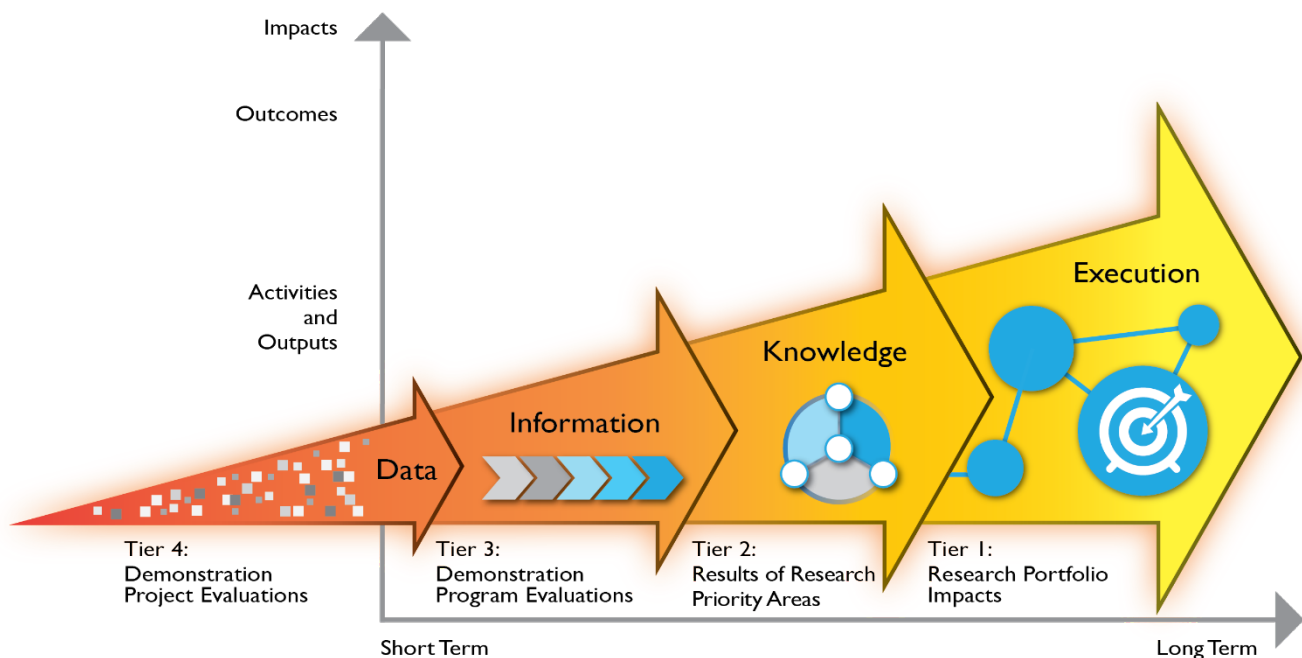 Impacts
Outcomes
Activities
and
Outputs
Data
Information
Knowledge
Execution
Tier 4:
Demonstration
Project Evaluations
Tier 3:
Demonstration
Program Evaluations
Tier 2:
Results of Research
Priority Areas
Tier 1:
Research Portfolio
Impacts
Short Term
Long Term